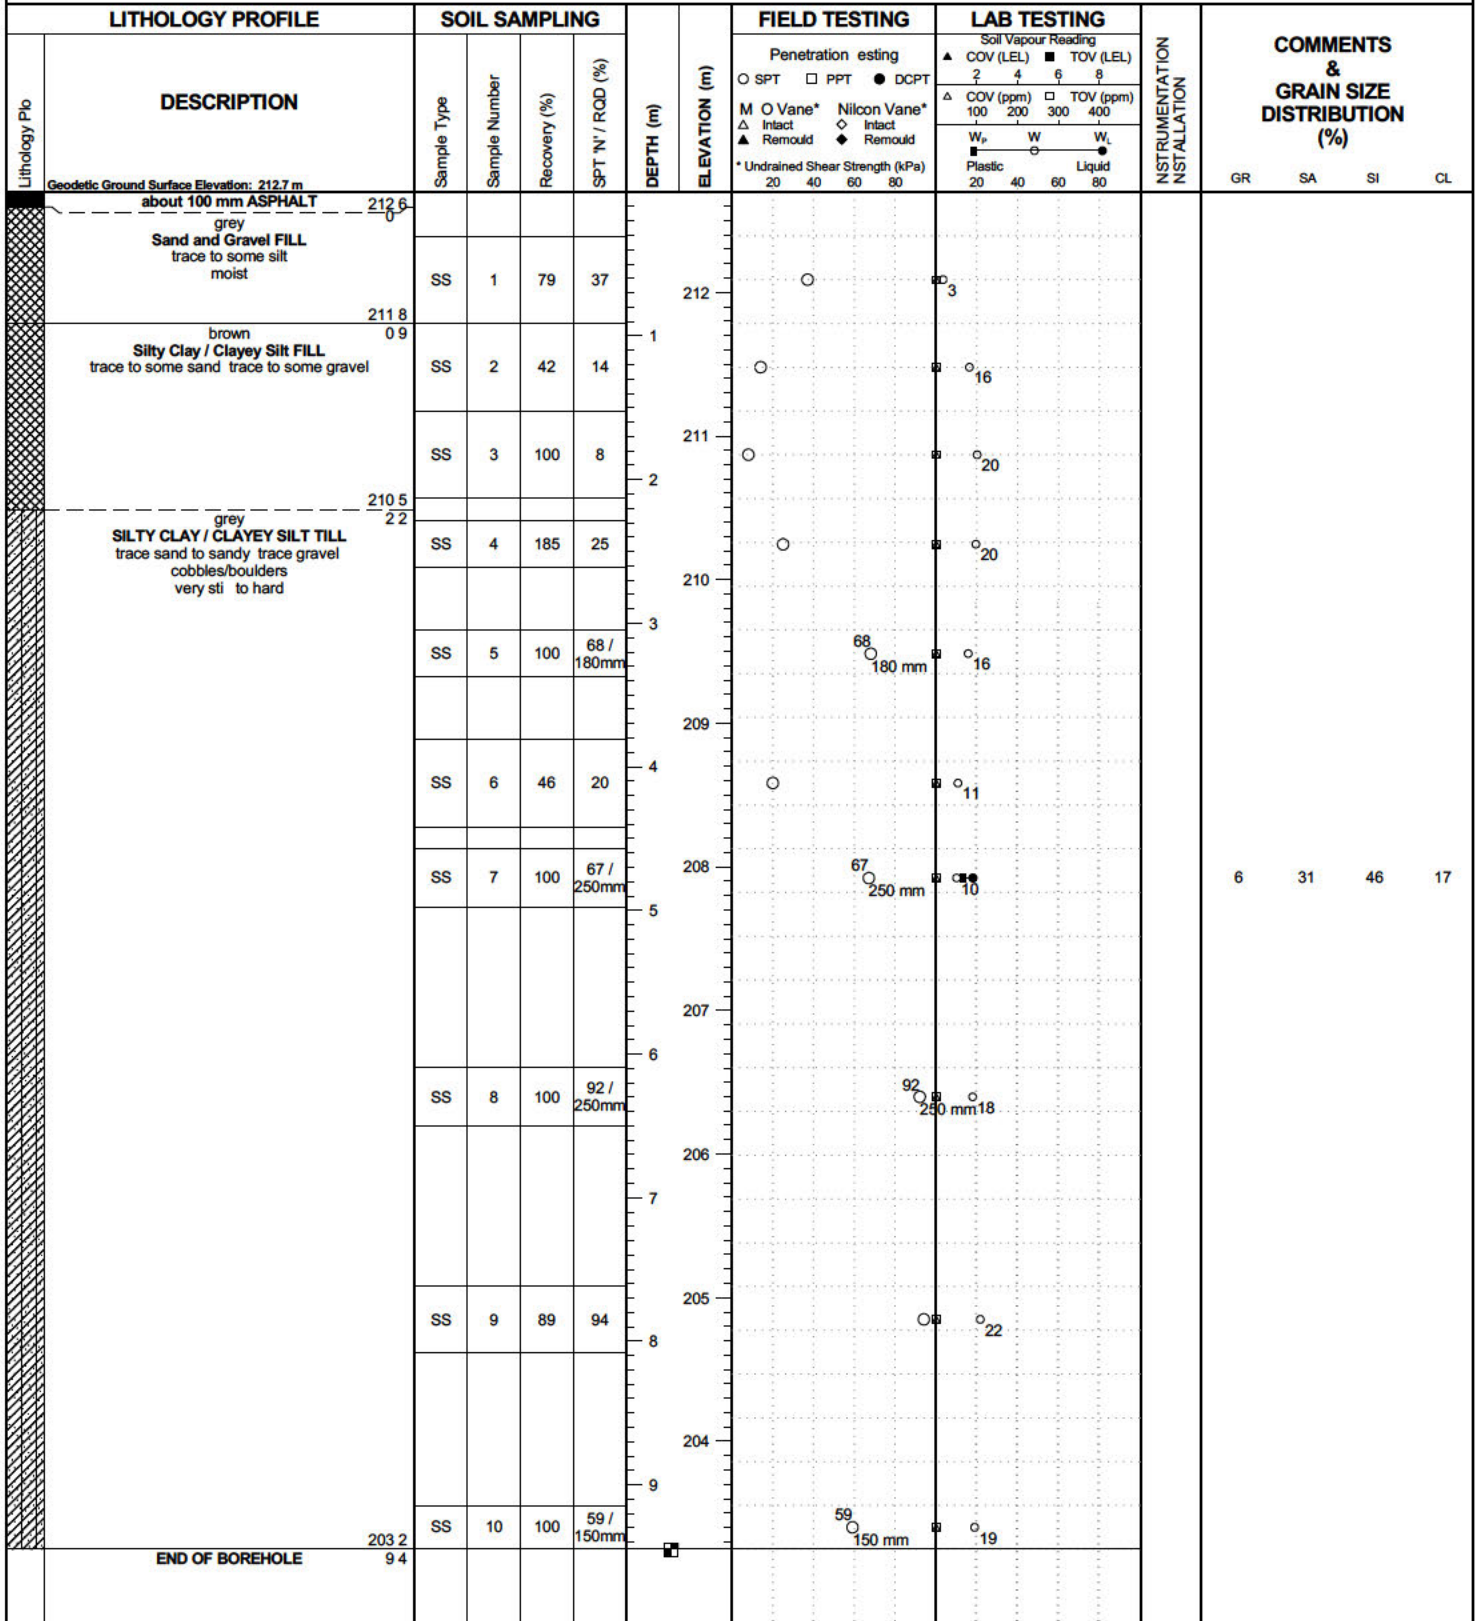 LITHOLOGY PROFILE
SOIL SAMPLING
FIELD TESTING
LAB TESTING
Lithology Plo
DESCRIPTION
Geodetic Ground Surface Elevation: 212.7 m
Sample Type
Sample Number
Recovery (%)
SPT 'N' / RQD (%)
DEPTH (m)
ELEVATION (m)
Penetration esting
○ SPT □ PPT ● DCPT
M O Vane* Nilcon Vane*
△ Intact ◇ Intact
▲ Remould ◆ Remould
* Undrained Shear Strength (kPa)
20 40 60 80
Soil Vapour Reading
▲ COV (LEL) ■ TOV (LEL)
2 4 6 8
△ COV (ppm) □ TOV (ppm)
100 200 300 400
WP W WL
Plastic Liquid
20 40 60 80
NSTRUMENTATION
NSTALLATION
COMMENTS
&
GRAIN SIZE
DISTRIBUTION
(%)
GR SA SI CL
about 100 mm ASPHALT 212 6
0
grey
Sand and Gravel FILL
trace to some silt
moist
SS 1 79 37
212
3
211 8
brown 0 9
1
Silty Clay / Clayey Silt FILL
trace to some sand trace to some gravel
SS 2 42 14
16
211
SS 3 100 8
20
2
210 5
grey 2 2
SILTY CLAY / CLAYEY SILT TILL
trace sand to sandy trace gravel
cobbles/boulders
very sti to hard
SS 4 185 25
20
210
3
SS 5 100 68 /
180mm
68
180 mm
16
209
4
SS 6 46 20
11
208
SS 7 100 67 /
250mm
67
250 mm
10
6 31 46 17
5
207
6
SS 8 100 92 /
250mm
92
250 mm
18
206
7
205
SS 9 89 94
22
8
204
9
SS 10 100 59 /
150mm
59
150 mm
19
203 2
END OF BOREHOLE 9 4